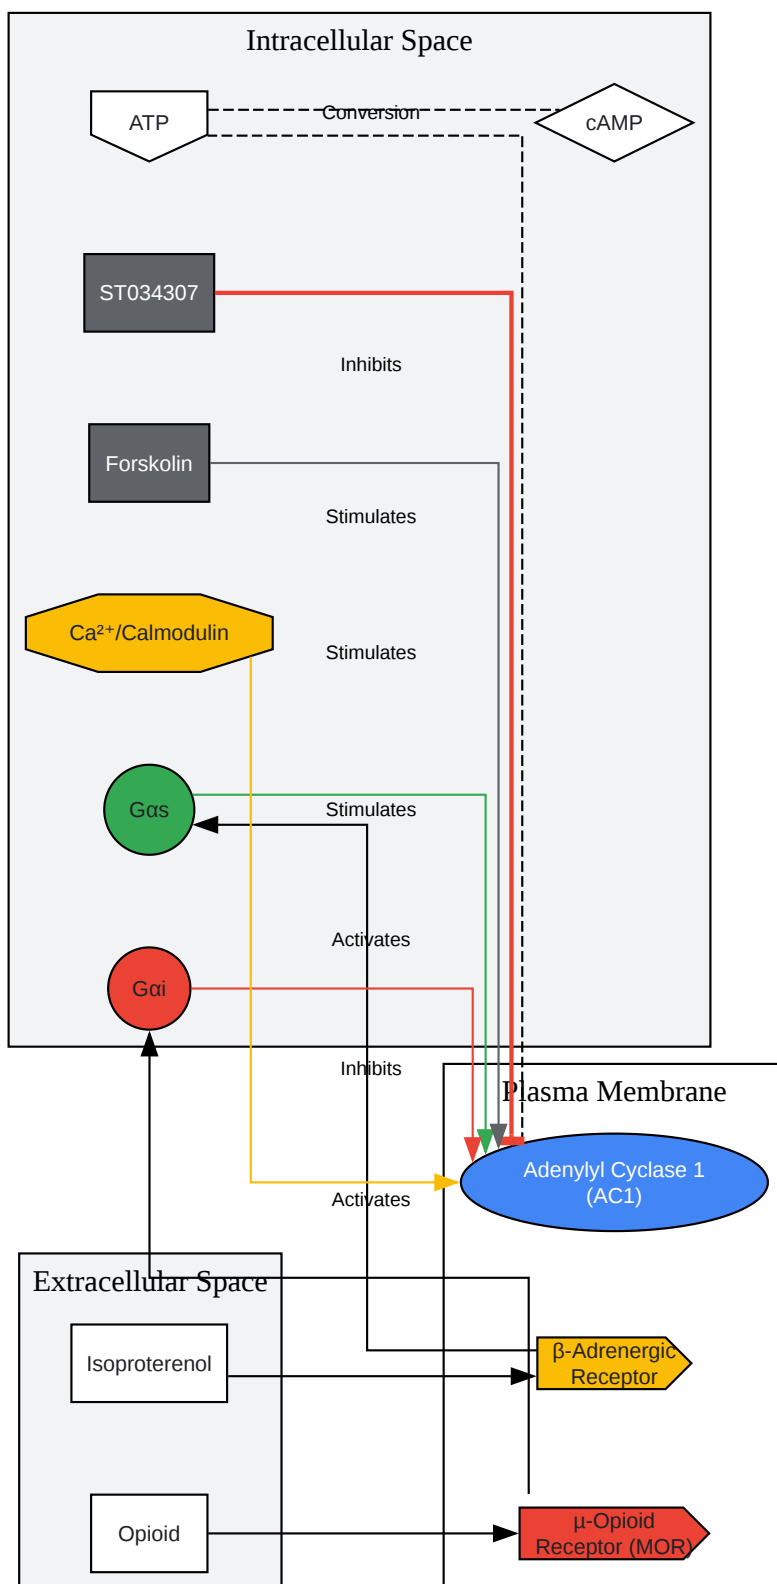 Intracellular Space
ATP
Conversion
cAMP
ST034307
Inhibits
Forskolin
Stimulates
Ca²⁺/Calmodulin
Stimulates
Gαs
Stimulates
Activates
Gαi
Inhibits
Plasma Membrane
Adenylyl Cyclase 1
(AC1)
Activates
Extracellular Space
Isoproterenol
β-Adrenergic
Receptor
Opioid
μ-Opioid
Receptor (MOR)